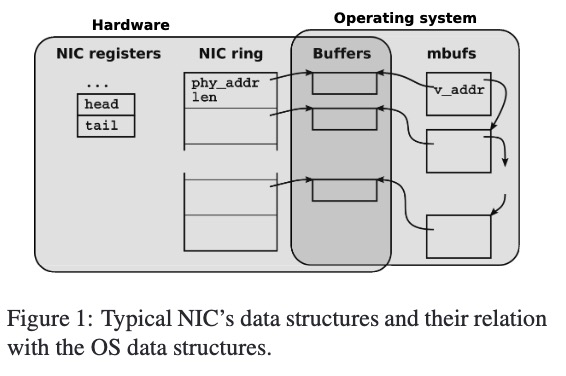 Hardware
Operating system
NIC registers
NIC ring
Buffers
mbufs
...
head
tail
phy_addr
len
v_addr
Figure 1: Typical NIC’s data structures and their relation
with the OS data structures.